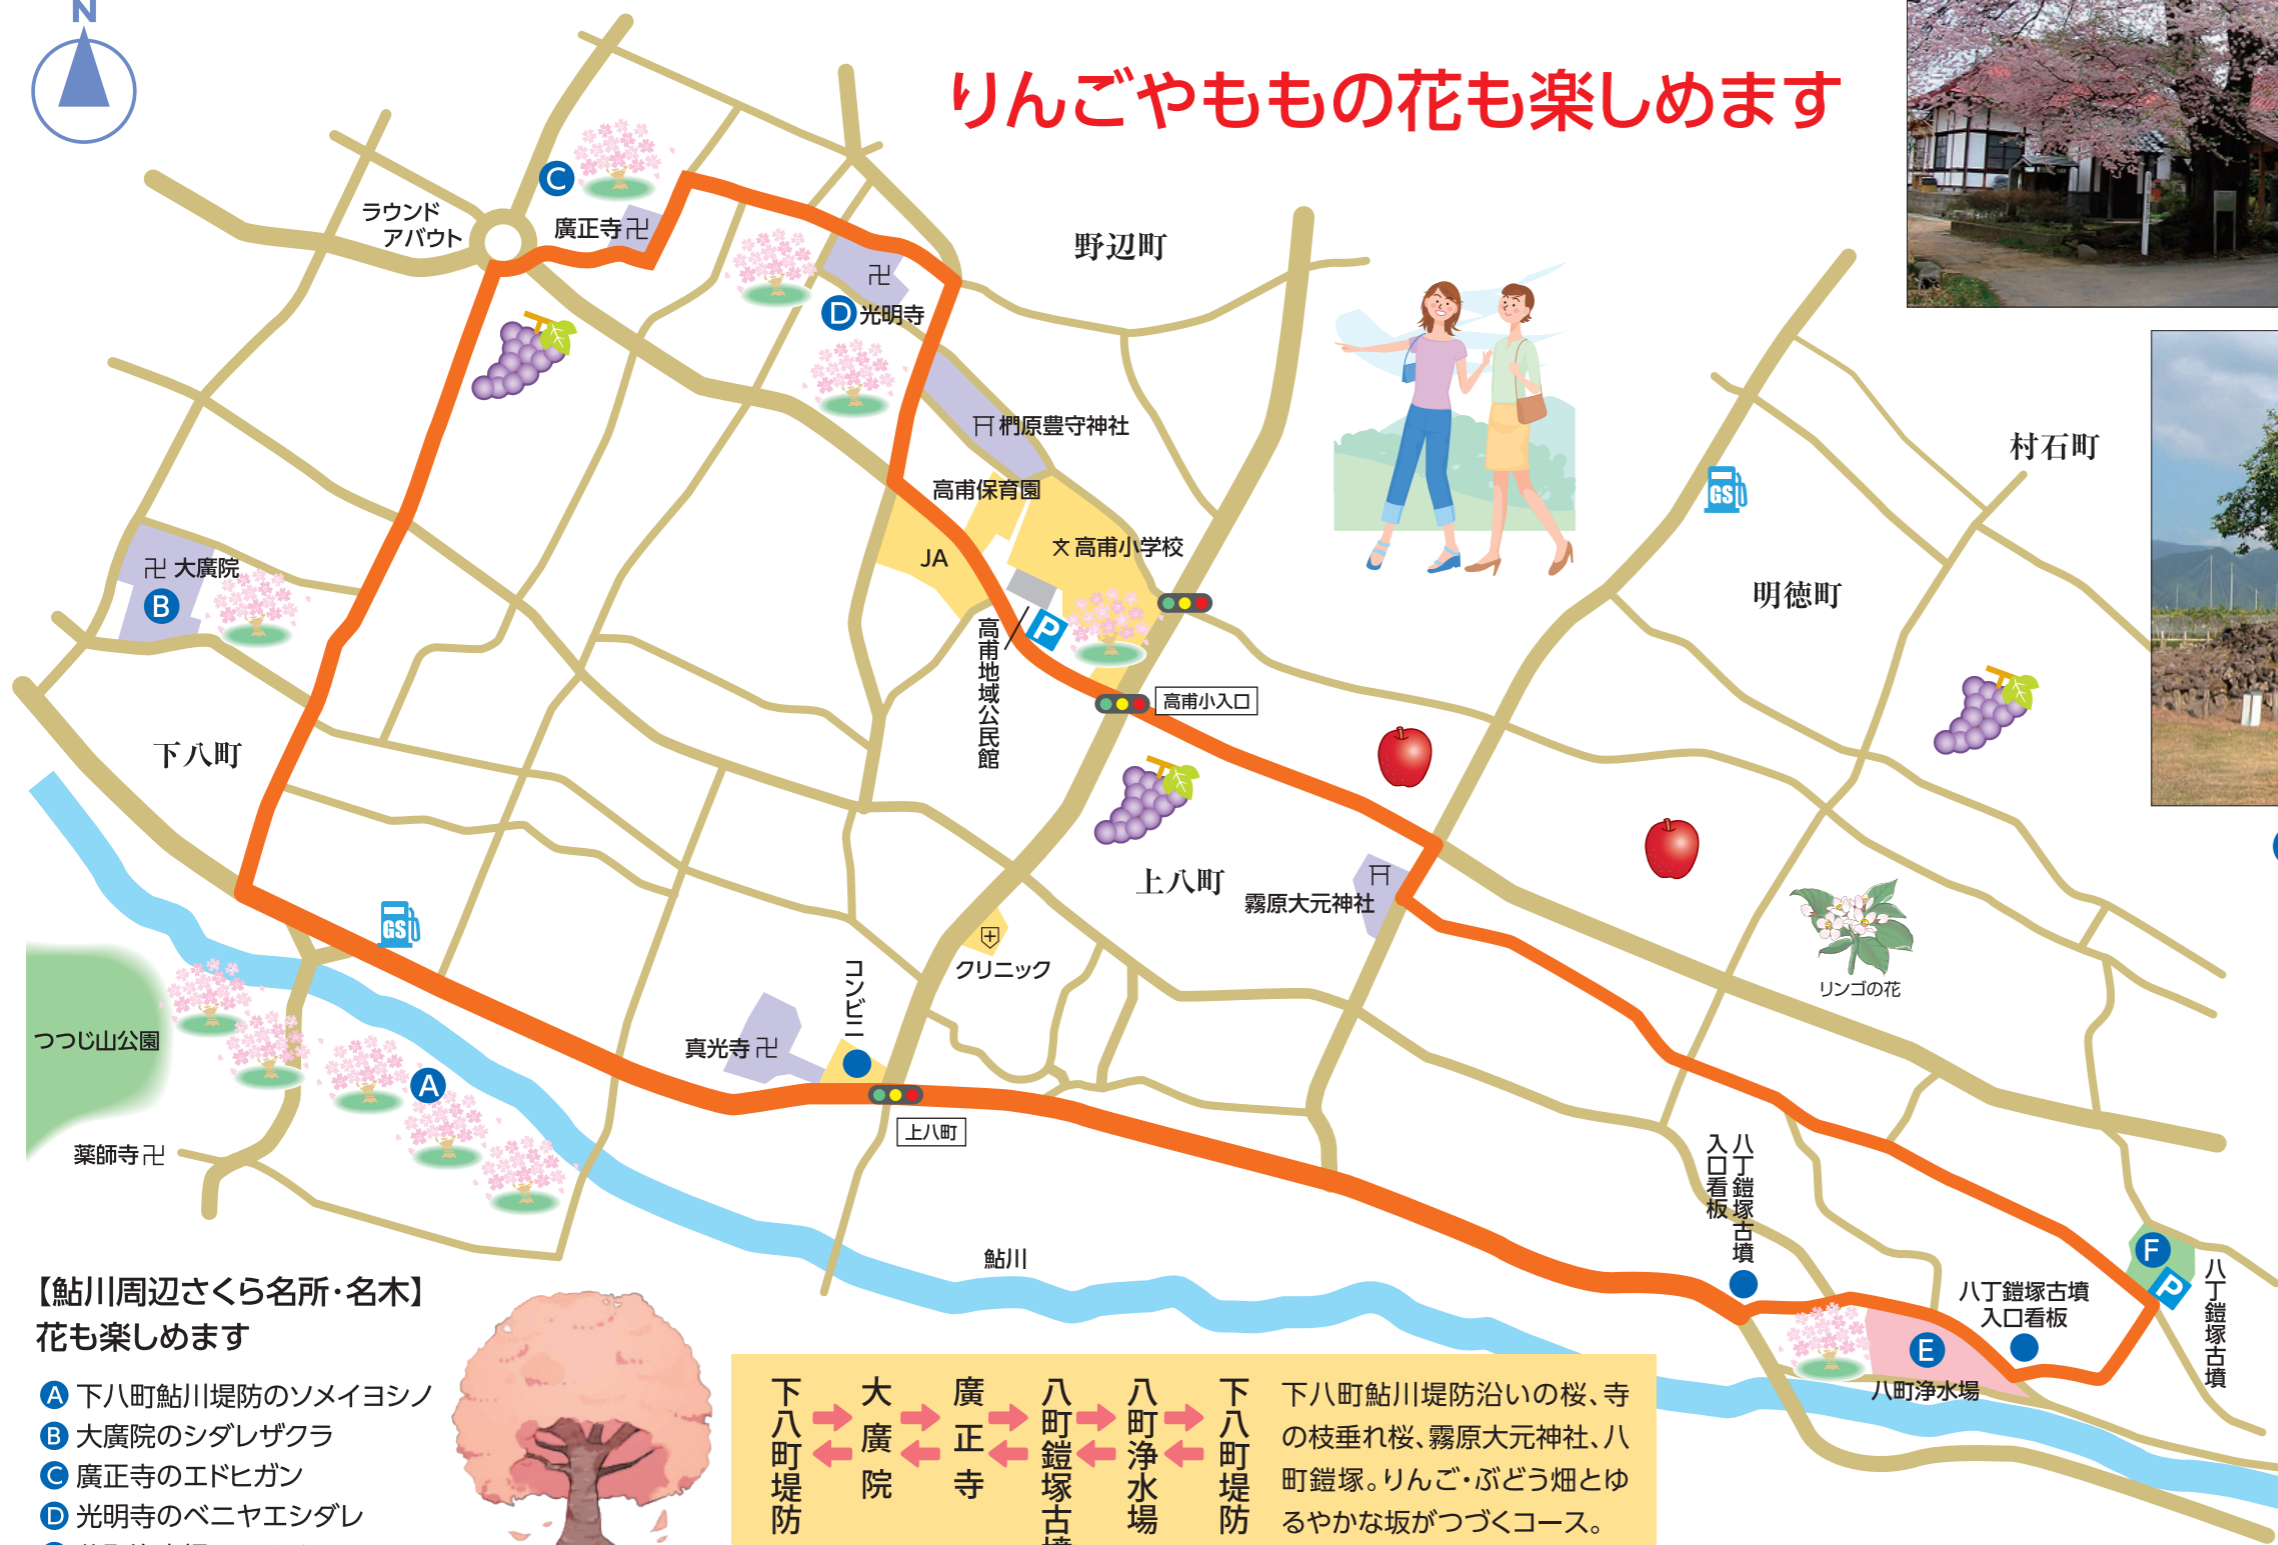 N
りんごやももの花も楽しめます
C
ラウンド
アバウト
廣正寺卍
野辺町
卍
D 光明寺
椚原豊守神社
村石町
高甫保育園
GS
JA
文 高甫小学校
卍 大廣院
B
明徳町
P
高甫地域公民館
高甫小入口
下八町
上八町
霧原大元神社
GS
クリニック
コンビニ
リンゴの花
つつじ山公園
真光寺卍
A
上八町
薬師寺卍
八丁鎧塚古墳
入口看板
鮎川
F
P
八丁鎧塚古墳
八丁鎧塚古墳
入口看板
E
八町浄水場
【鮎川周辺さくら名所・名木】
花も楽しめます
A 下八町鮎川堤防のソメイヨシノ
B 大廣院のシダレザクラ
C 廣正寺のエドヒガン
D 光明寺のベニヤエシダレ
下八町堤防
大廣院
廣正寺
八町鎧塚古墳
八町浄水場
下八町堤防
下八町鮎川堤防沿いの桜、寺
の枝垂れ桜、霧原大元神社、八
町鎧塚。りんご・ぶどう畑とゆ
るやかな坂がつづくコース。